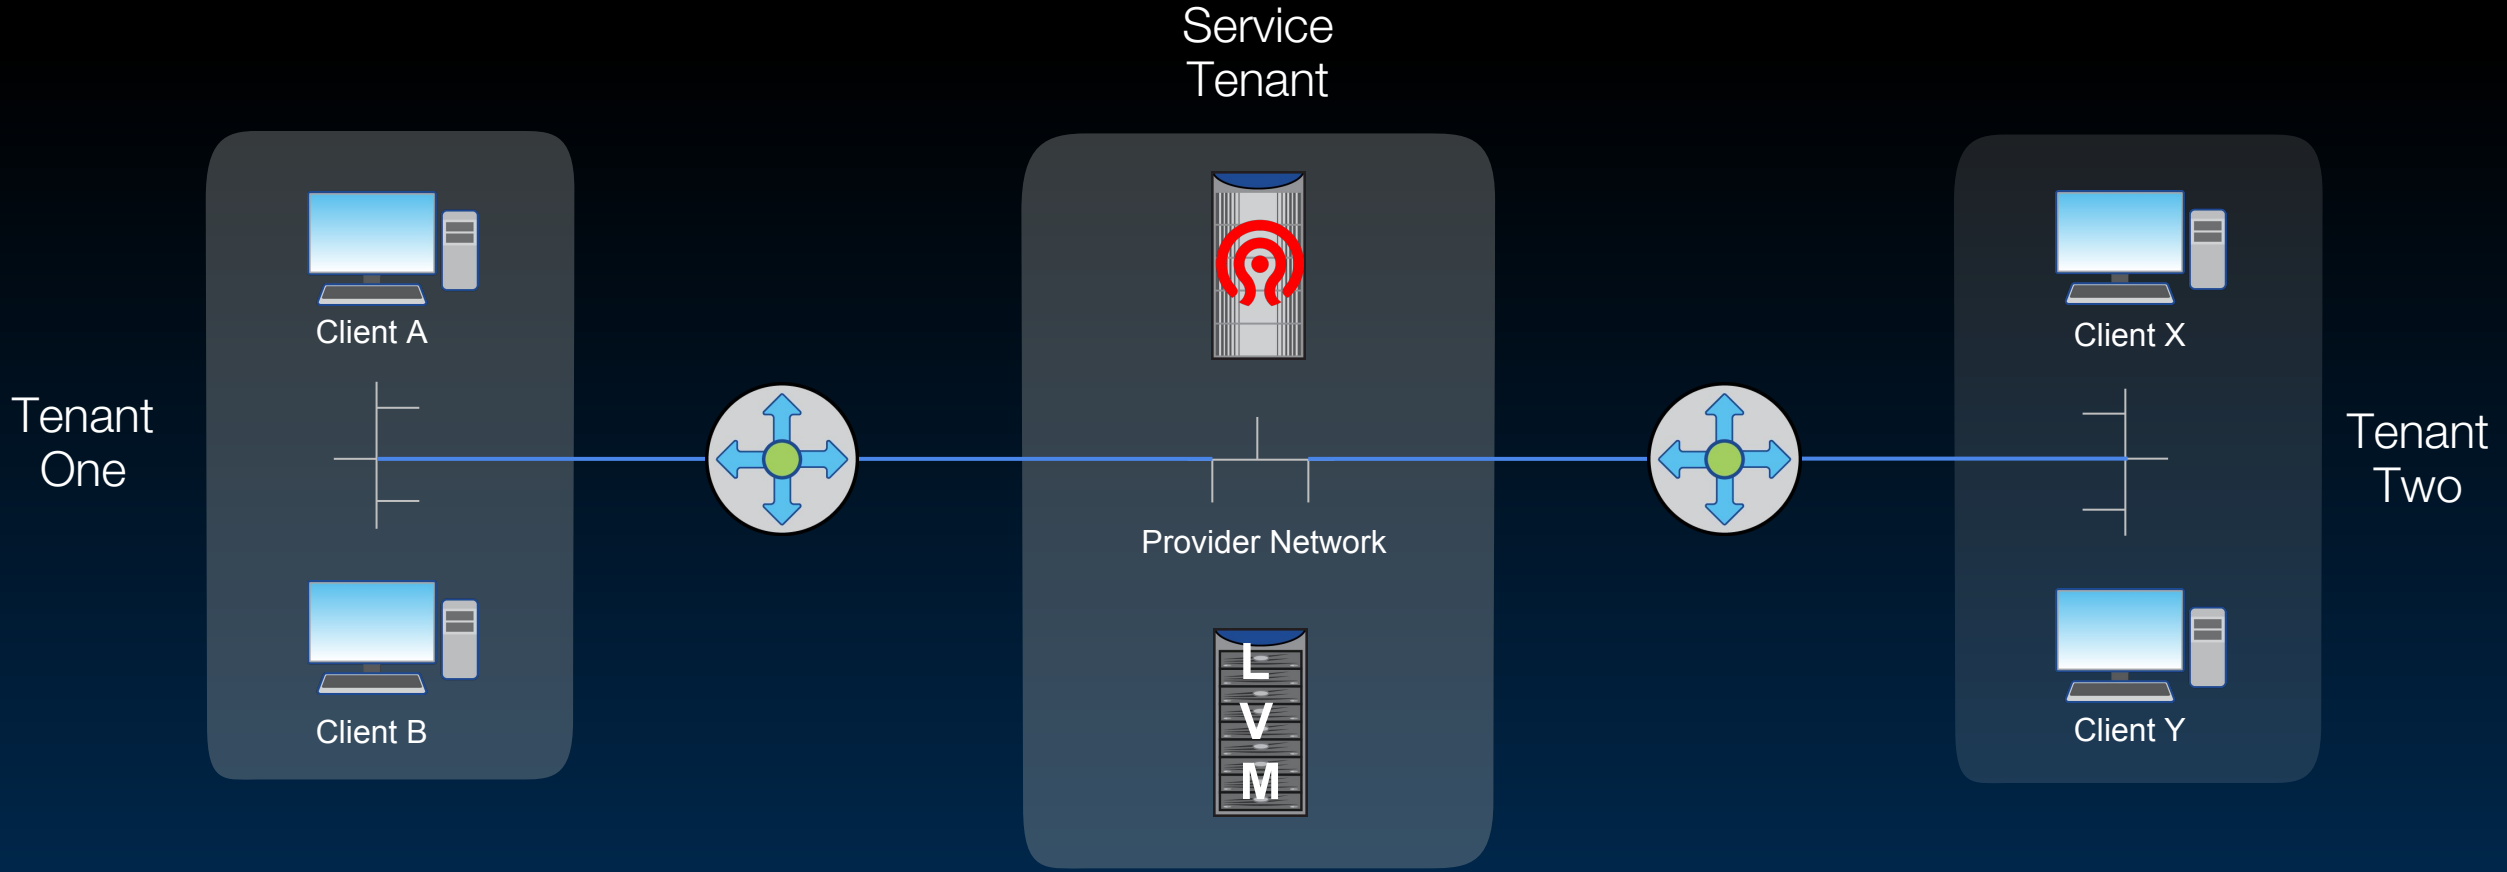 Service
Tenant
Tenant
One
Client A
Client B
Provider Network
L
V
M
Client X
Client Y
Tenant
Two